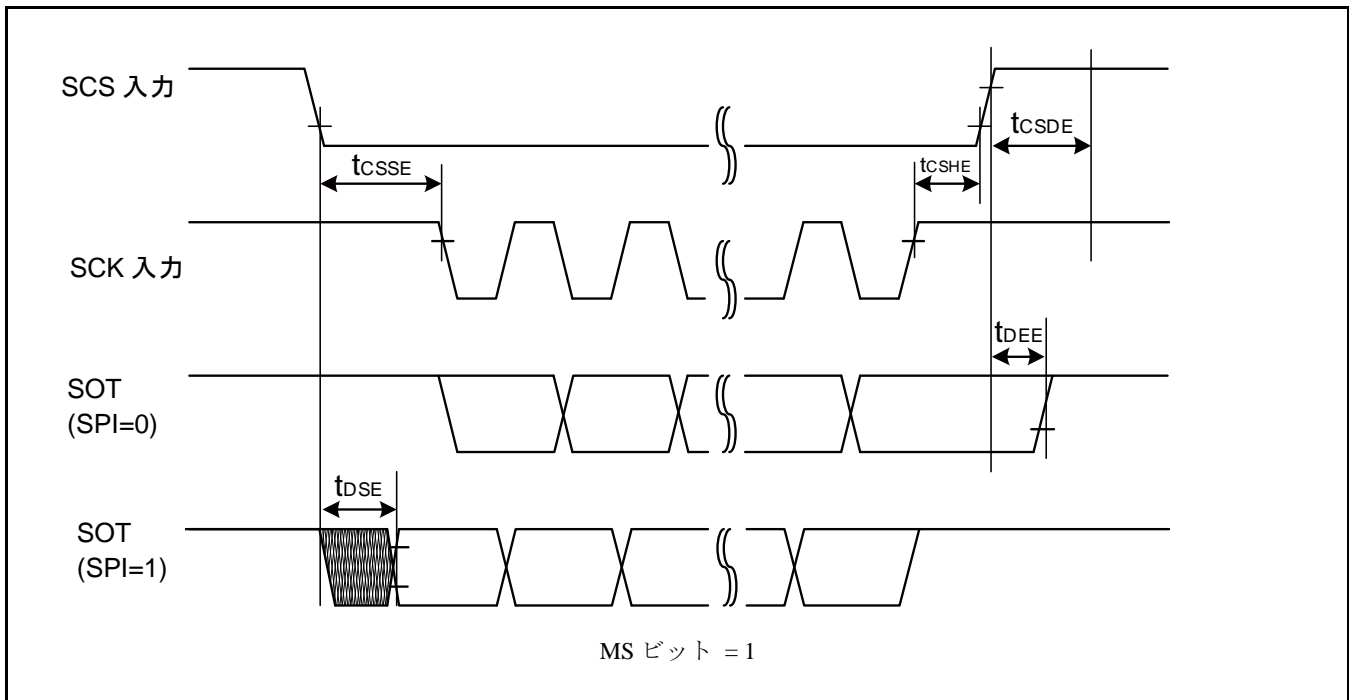 SCS 入力
tCSDE
tCSSE
tCSHE
SCK 入力
tDEE
SOT
(SPI=0)
tDSE
SOT
(SPI=1)
MS ビット = 1